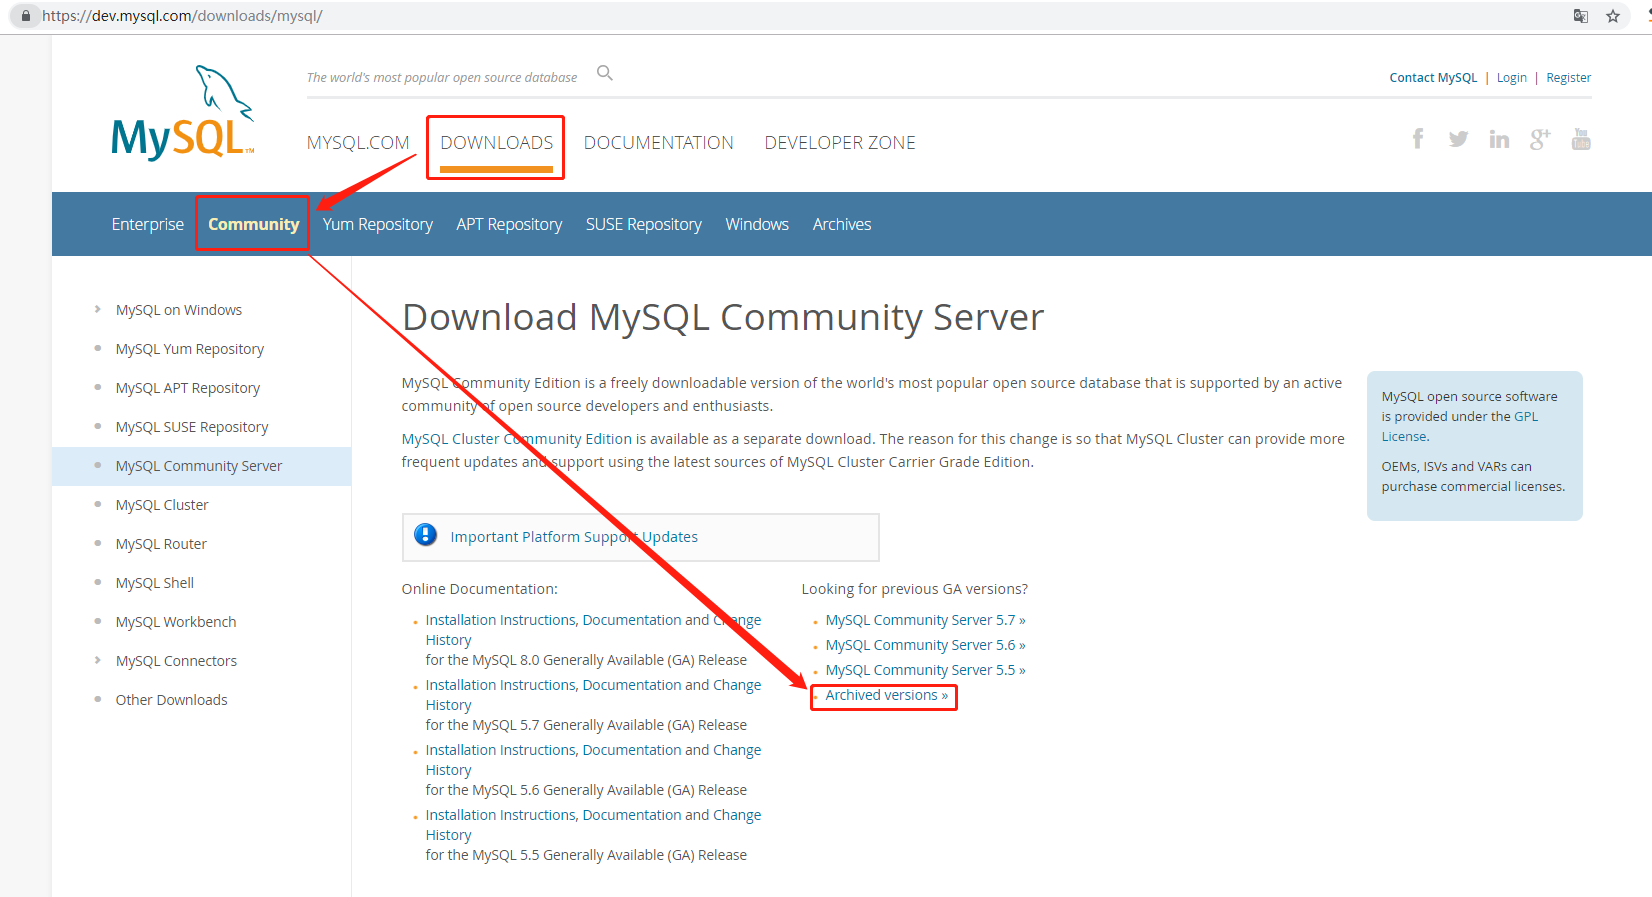 https://dev.mysql.com/downloads/mysql/
The world's most popular open source database
Contact MySQL | Login | Register
MySQL™
MYSQL.COM DOWNLOADS DOCUMENTATION DEVELOPER ZONE
f in g+ You Tube
Enterprise Community Yum Repository APT Repository SUSE Repository Windows Archives
MySQL on Windows
MySQL Yum Repository
MySQL APT Repository
MySQL SUSE Repository
MySQL Community Server
MySQL Cluster
MySQL Router
MySQL Shell
MySQL Workbench
MySQL Connectors
Other Downloads
Download MySQL Community Server
MySQL Community Edition is a freely downloadable version of the world's most popular open source database that is supported by an active
community of open source developers and enthusiasts.
MySQL Cluster Community Edition is available as a separate download. The reason for this change is so that MySQL Cluster can provide more
frequent updates and support using the latest sources of MySQL Cluster Carrier Grade Edition.
MySQL open source software
is provided under the GPL
License.
OEMs, ISVs and VARs can
purchase commercial licenses.
Important Platform Support Updates
Online Documentation:
Installation Instructions, Documentation and Change
History
for the MySQL 8.0 Generally Available (GA) Release
Installation Instructions, Documentation and Change
History
for the MySQL 5.7 Generally Available (GA) Release
Installation Instructions, Documentation and Change
History
for the MySQL 5.6 Generally Available (GA) Release
Installation Instructions, Documentation and Change
History
for the MySQL 5.5 Generally Available (GA) Release
Looking for previous GA versions?
MySQL Community Server 5.7 »
MySQL Community Server 5.6 »
MySQL Community Server 5.5 »
Archived versions »